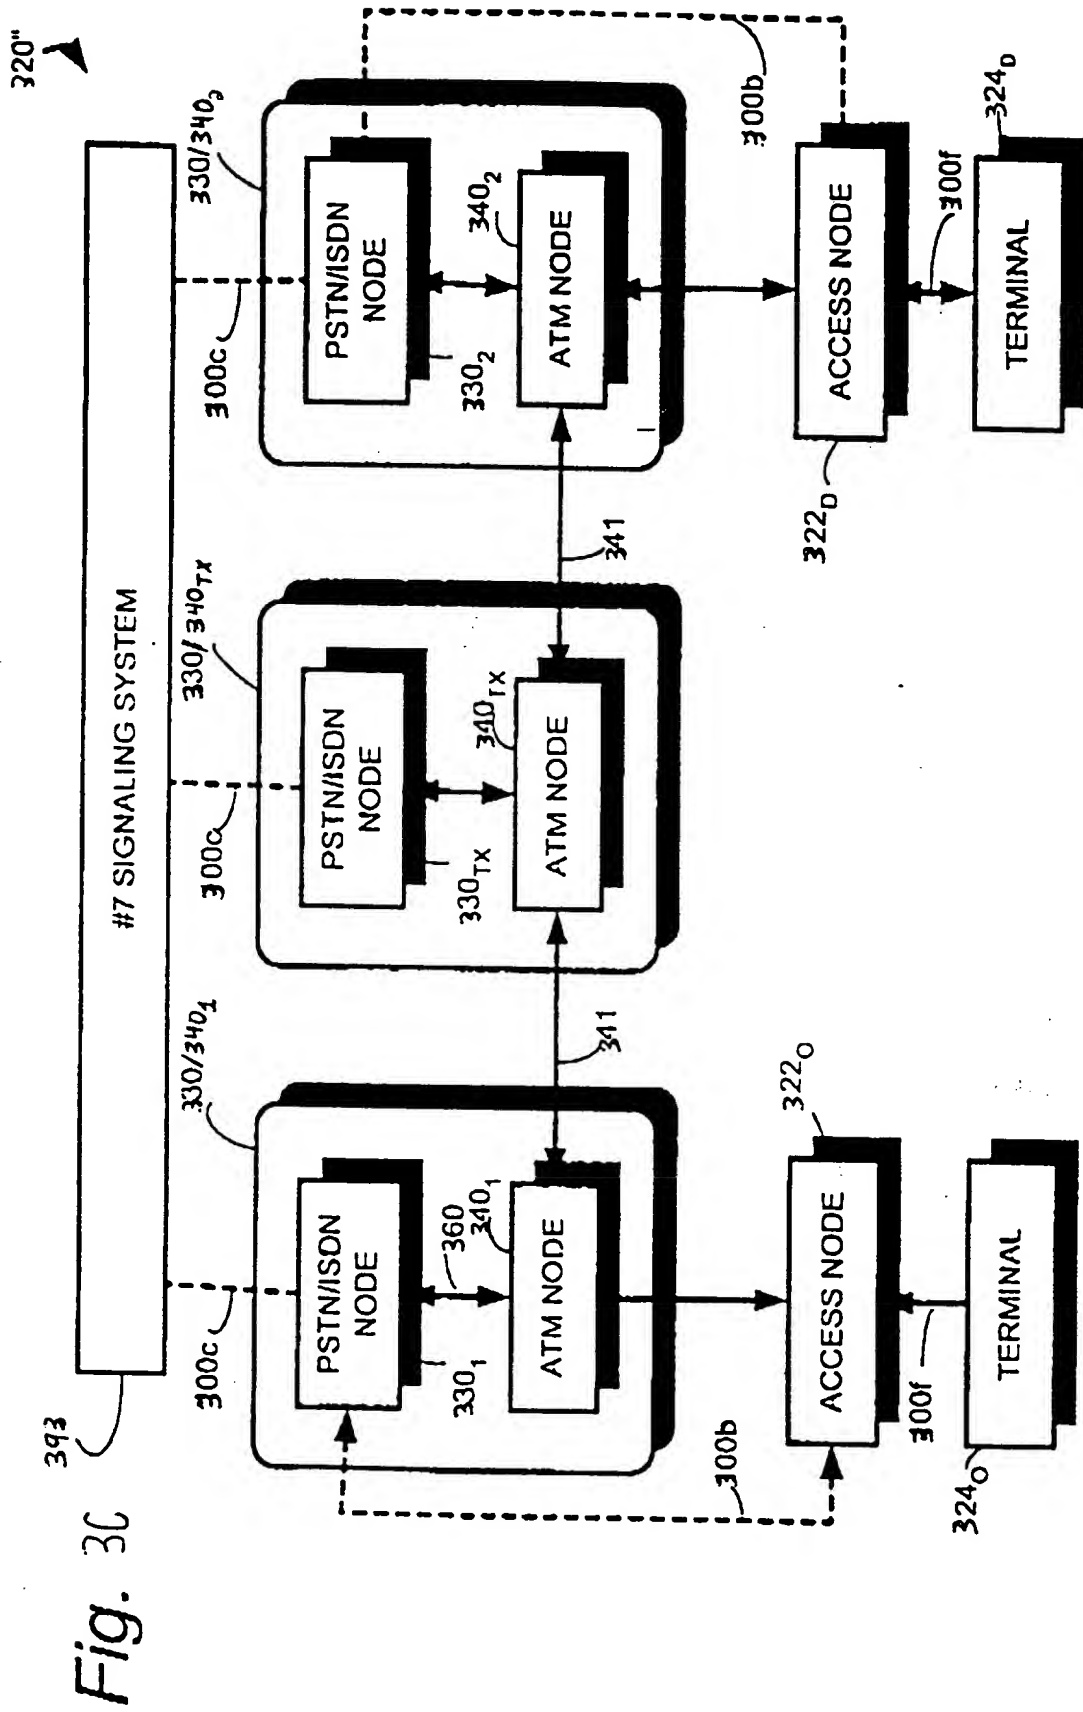 Fig. 3C
320"
393
#7 SIGNALING SYSTEM
300c
300c
300c
330/340₁
330/340TX
330/340₂
PSTN/ISDN
NODE
PSTN/ISDN
NODE
PSTN/ISDN
NODE
330₁
360
330TX
330₂
340₁
340TX
340₂
ATM NODE
ATM NODE
ATM NODE
341
341
300b
300b
322O
322D
ACCESS NODE
ACCESS NODE
300f
300f
324O
324D
TERMINAL
TERMINAL